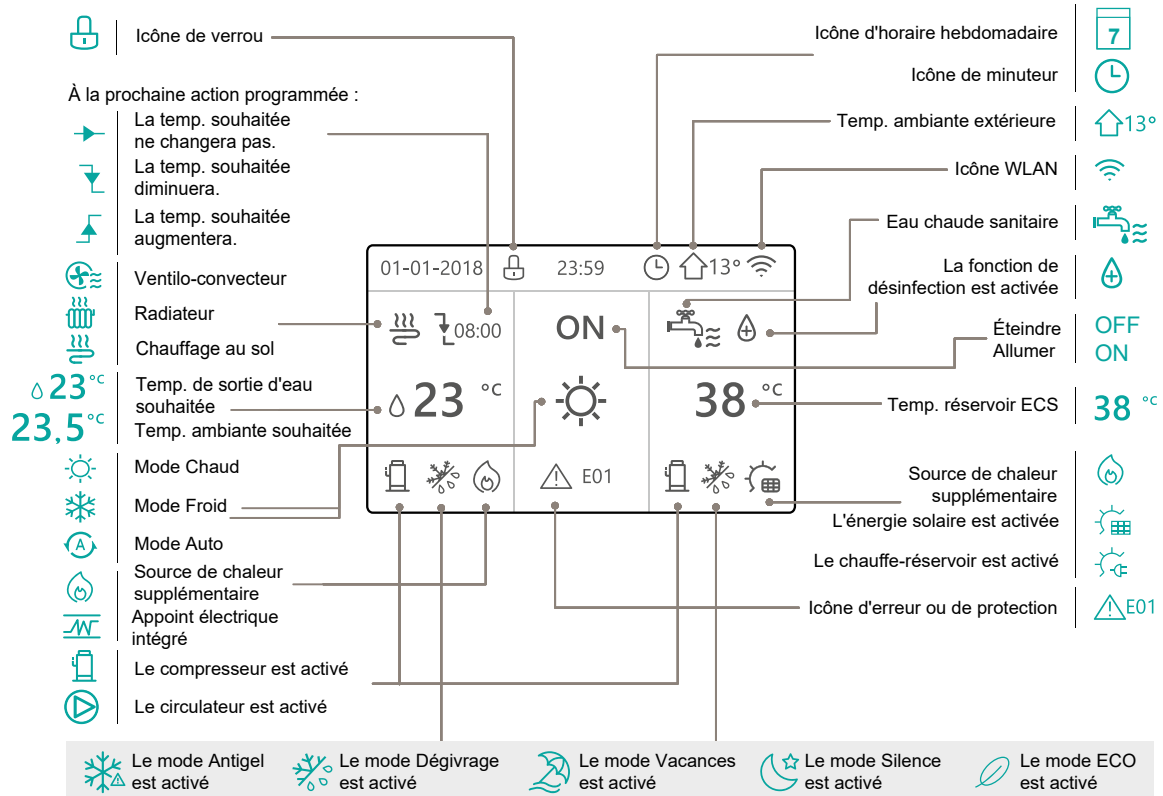 Icône de verrou
À la prochaine action programmée :
La temp. souhaitée
ne changera pas.
La temp. souhaitée
diminuera.
La temp. souhaitée
augmentera.
Ventilo-convecteur
Radiateur
Chauffage au sol
23°C
Temp. de sortie d'eau
souhaitée
23,5°C
Temp. ambiante souhaitée
Mode Chaud
Mode Froid
A
Mode Auto
Source de chaleur
supplémentaire
Appoint électrique
intégré
Le compresseur est activé
Le circulateur est activé
01-01-2018
23:59
13°
08:00
ON
23 °C
38 °C
E01
Icône d'horaire hebdomadaire
7
Icône de minuteur
Temp. ambiante extérieure
13°
Icône WLAN
Eau chaude sanitaire
La fonction de
désinfection est activée
Éteindre
OFF
Allumer
ON
Temp. réservoir ECS
38 °C
Source de chaleur
supplémentaire
L'énergie solaire est activée
Le chauffe-réservoir est activé
Icône d'erreur ou de protection
E01
Le mode Antigel
est activé
Le mode Dégivrage
est activé
Le mode Vacances
est activé
Le mode Silence
est activé
Le mode ECO
est activé